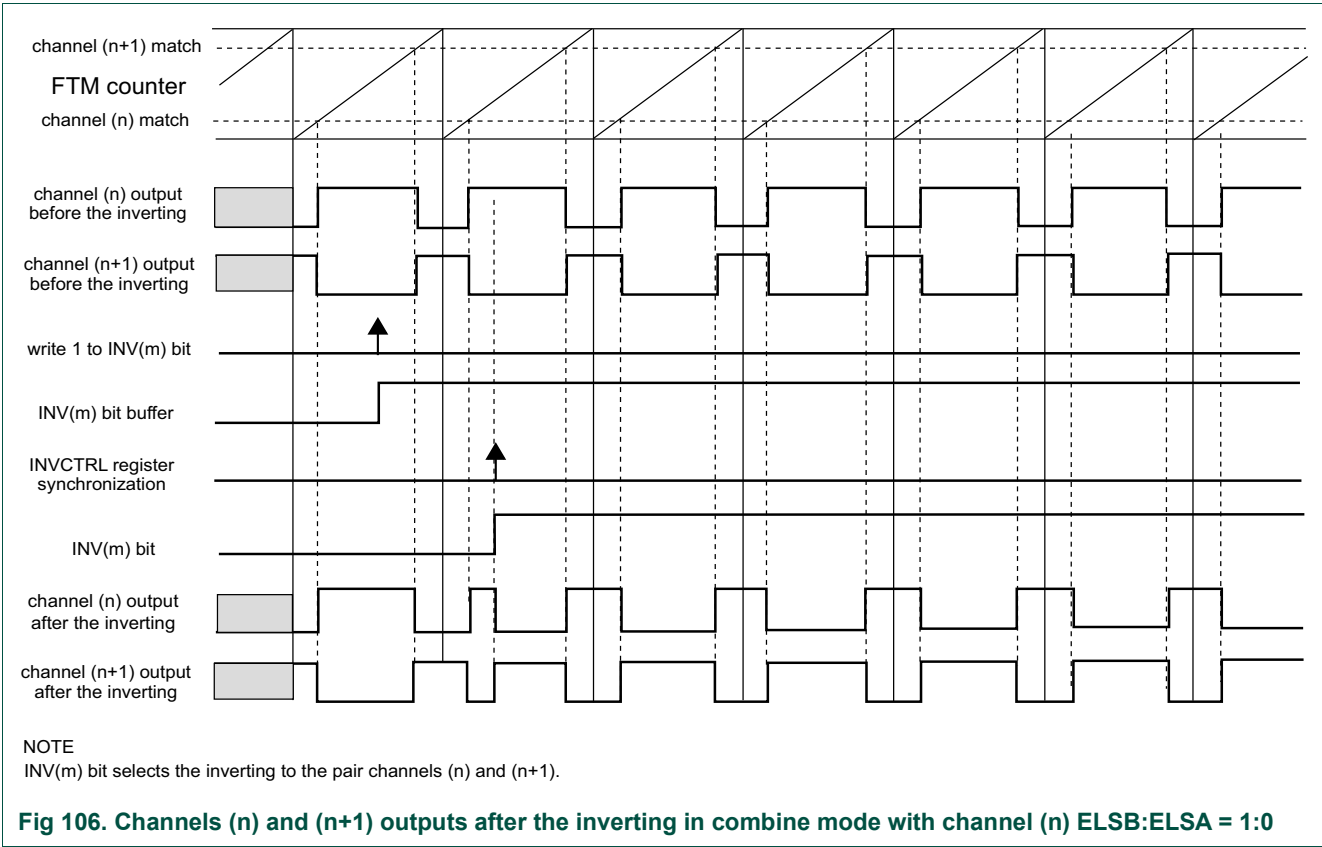 channel (n+1) match
FTM counter
channel (n) match
channel (n) output
before the inverting
channel (n+1) output
before the inverting
write 1 to INV(m) bit
INV(m) bit buffer
INVCTRL register
synchronization
INV(m) bit
channel (n) output
after the inverting
channel (n+1) output
after the inverting
NOTE
INV(m) bit selects the inverting to the pair channels (n) and (n+1).
Fig 106. Channels (n) and (n+1) outputs after the inverting in combine mode with channel (n) ELSB:ELSA = 1:0